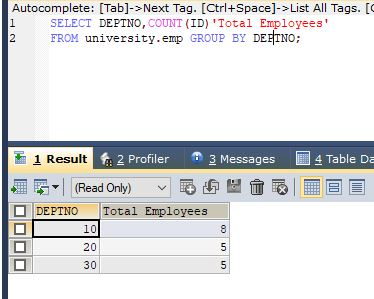 Autocomplete: [Tab]->Next Tag. [Ctrl+Space]->List All Tags. [C
1 SELECT DEPTNO,COUNT(ID)'Total Employees'
2 FROM university.emp GROUP BY DEPTNO;
1 Result 2 Profiler 3 Messages 4 Table Da
(Read Only)
DEPTNO Total Employees
10 8
20 5
30 5